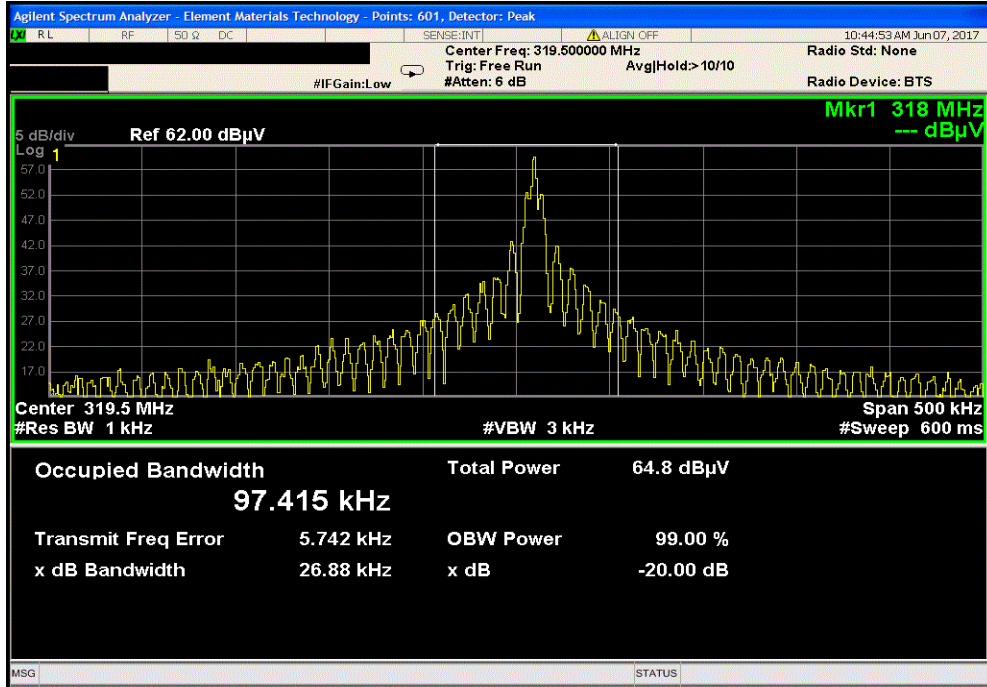 Agilent Spectrum Analyzer - Element Materials Technology - Points: 601, Detector: Peak
LXI RL RF 50 Ω DC SENSE:INT ALIGN OFF 10:44:53 AM Jun 07, 2017
Center Freq: 319.500000 MHz Radio Std: None
Trig: Free Run Avg|Hold:> 10/10
#IFGain:Low #Atten: 6 dB Radio Device: BTS
Mkr1 318 MHz
5 dB/div Ref 62.00 dBµV --- dBµV
Log 1
57.0
52.0
47.0
42.0
37.0
32.0
27.0
22.0
17.0
Center 319.5 MHz Span 500 kHz
#Res BW 1 kHz #VBW 3 kHz #Sweep 600 ms
Occupied Bandwidth Total Power 64.8 dBµV
97.415 kHz
Transmit Freq Error 5.742 kHz OBW Power 99.00 %
x dB Bandwidth 26.88 kHz x dB -20.00 dB
MSG STATUS